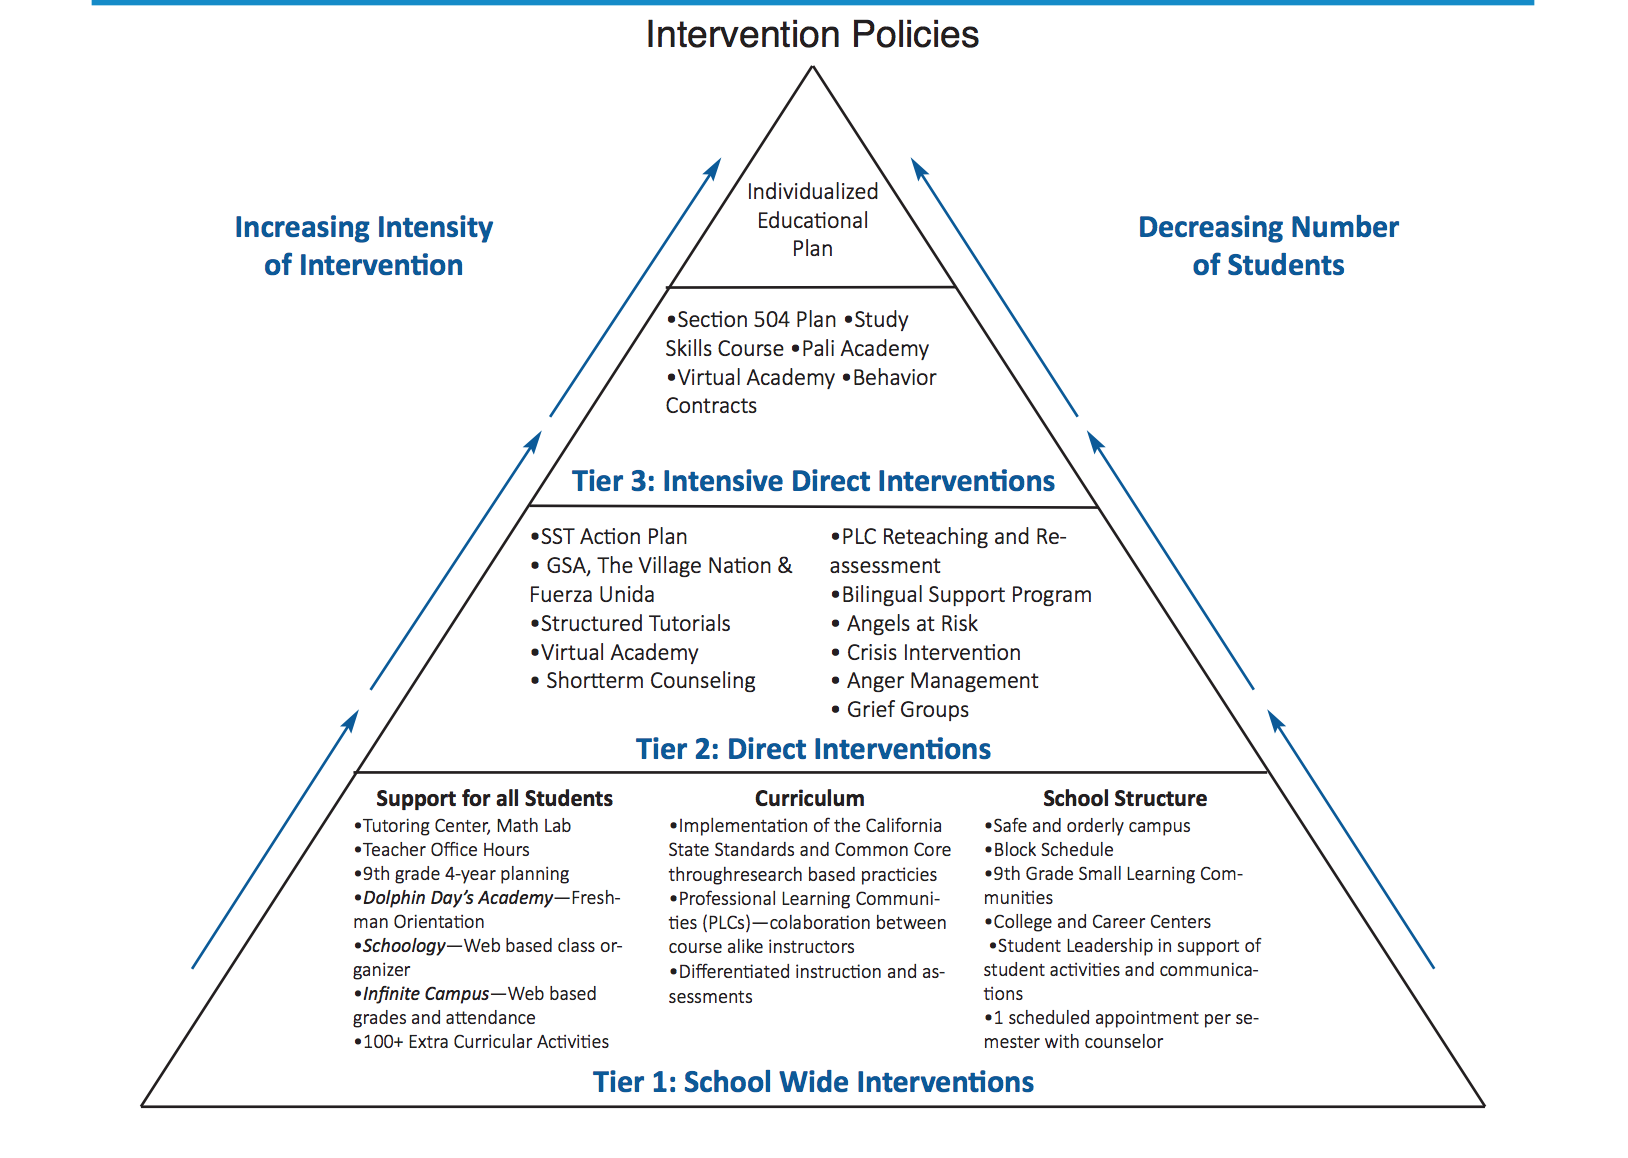 Intervention Policies
Increasing Intensity
of Intervention
Decreasing Number
of Students
Individualized
Educational
Plan
•Section 504 Plan •Study
Skills Course •Pali Academy
•Virtual Academy •Behavior
Contracts
Tier 3: Intensive Direct Interventions
•SST Action Plan
• GSA, The Village Nation &
Fuerza Unida
•Structured Tutorials
•Virtual Academy
• Shortterm Counseling
•PLC Reteaching and Re-
assessment
•Bilingual Support Program
• Angels at Risk
• Crisis Intervention
• Anger Management
• Grief Groups
Tier 2: Direct Interventions
Support for all Students
•Tutoring Center, Math Lab
•Teacher Office Hours
•9th grade 4-year planning
•Dolphin Day's Academy—Fresh-
man Orientation
•Schoology—Web based class or-
ganizer
•Infinite Campus—Web based
grades and attendance
•100+ Extra Curricular Activities
Curriculum
•Implementation of the California
State Standards and Common Core
throughresearch based practicies
•Professional Learning Communi-
ties (PLCs)—colaboration between
course alike instructors
•Differentiated instruction and as-
sessments
School Structure
•Safe and orderly campus
•Block Schedule
•9th Grade Small Learning Com-
munities
•College and Career Centers
•Student Leadership in support of
student activities and communica-
tions
•1 scheduled appointment per se-
mester with counselor
Tier 1: School Wide Interventions